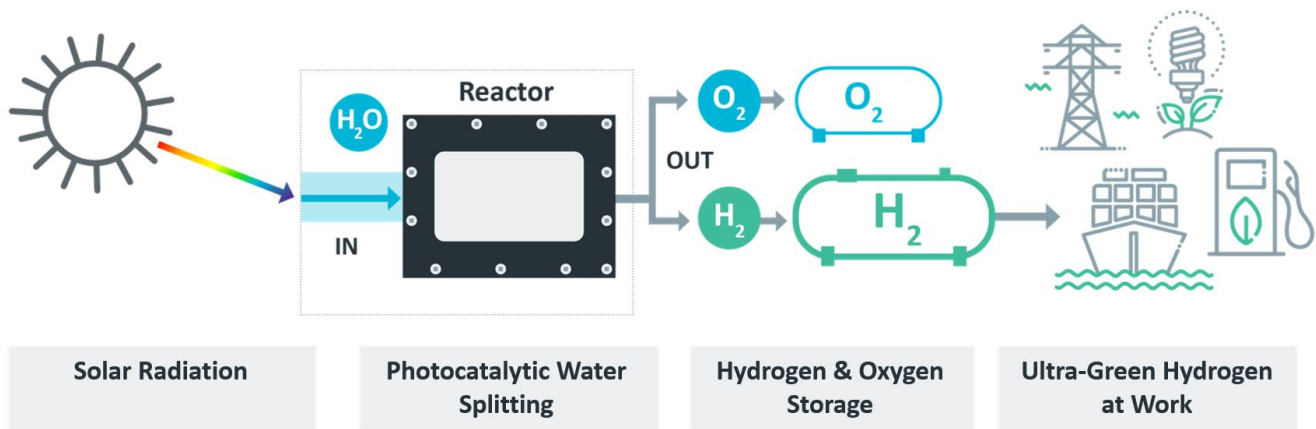 Reactor
H₂O
IN
OUT
O₂
O₂
H₂
H₂
Solar Radiation
Photocatalytic Water
Splitting
Hydrogen & Oxygen
Storage
Ultra-Green Hydrogen
at Work